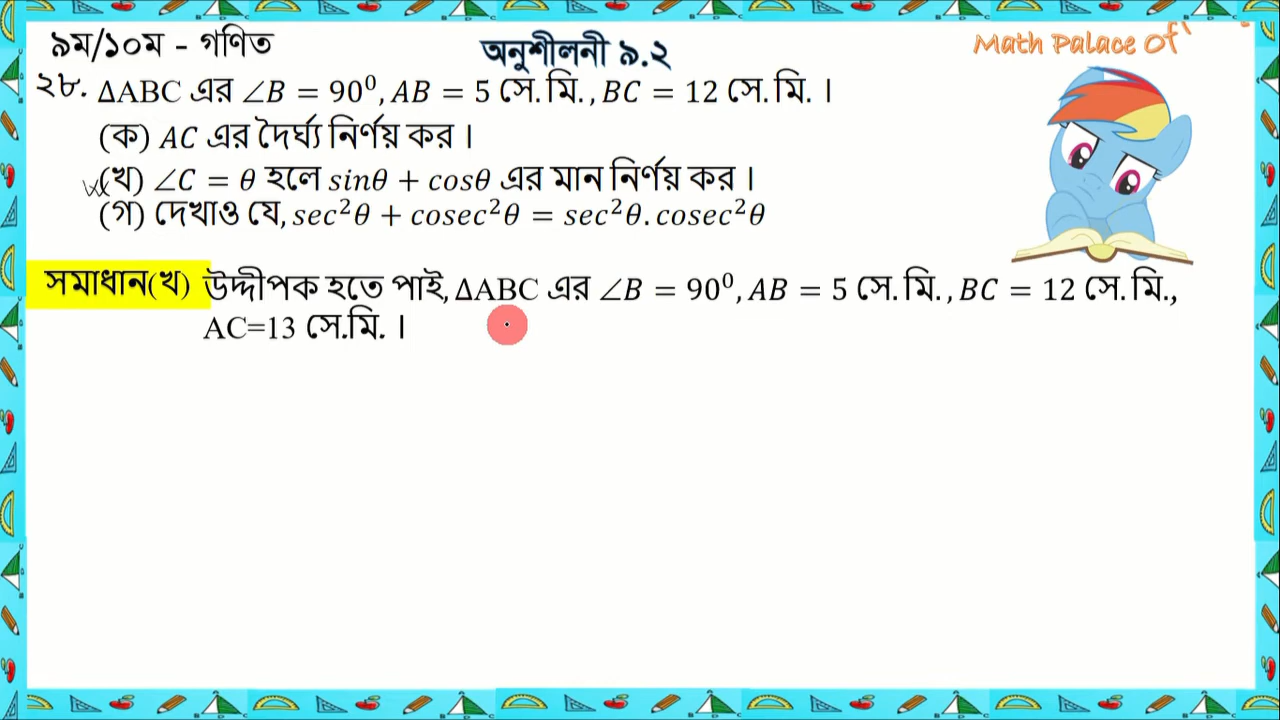 ৯ম/১০ম - গণিত
অনুশীলনী ৯.২
Math Palace Of
২৮. ΔABC এর ∠B = 90⁰, AB = 5 সে. মি. , BC = 12 সে. মি. ।
(ক) AC এর দৈর্ঘ্য নির্ণয় কর ।
(খ) ∠C = θ হলে sinθ + cosθ এর মান নির্ণয় কর ।
(গ) দেখাও যে, sec²θ + cosec²θ = sec²θ. cosec²θ
সমাধান(খ) উদ্দীপক হতে পাই, ΔABC এর ∠B = 90⁰, AB = 5 সে. মি. , BC = 12 সে. মি.,
AC=13 সে.মি. ।